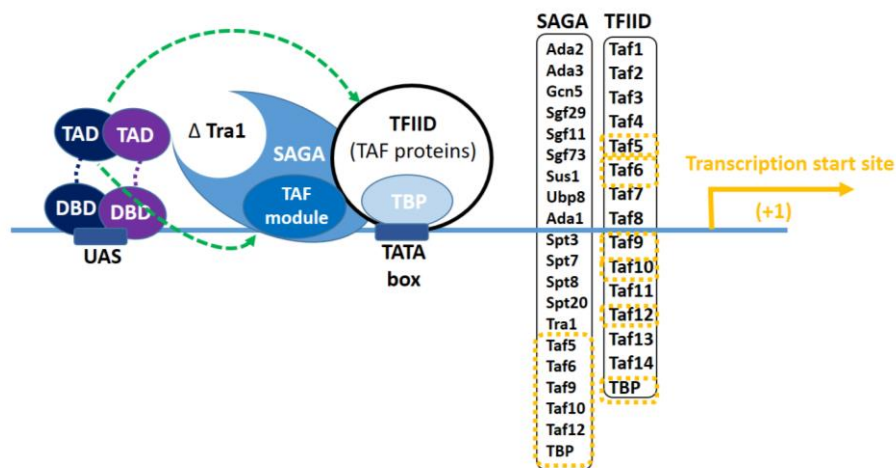 TAD
TAD
DBD
DBD
UAS
Δ Tra1
SAGA
TAF
module
TFIID
(TAF proteins)
TBP
TATA
box
SAGA
Ada2
Ada3
Gcn5
Sgf29
Sgf11
Sgf73
Sus1
Ubp8
Ada1
Spt3
Spt7
Spt8
Spt20
Tra1
Taf5
Taf6
Taf9
Taf10
Taf12
TBP
TFIID
Taf1
Taf2
Taf3
Taf4
Taf5
Taf6
Taf7
Taf8
Taf9
Taf10
Taf11
Taf12
Taf13
Taf14
TBP
Transcription start site
(+1)